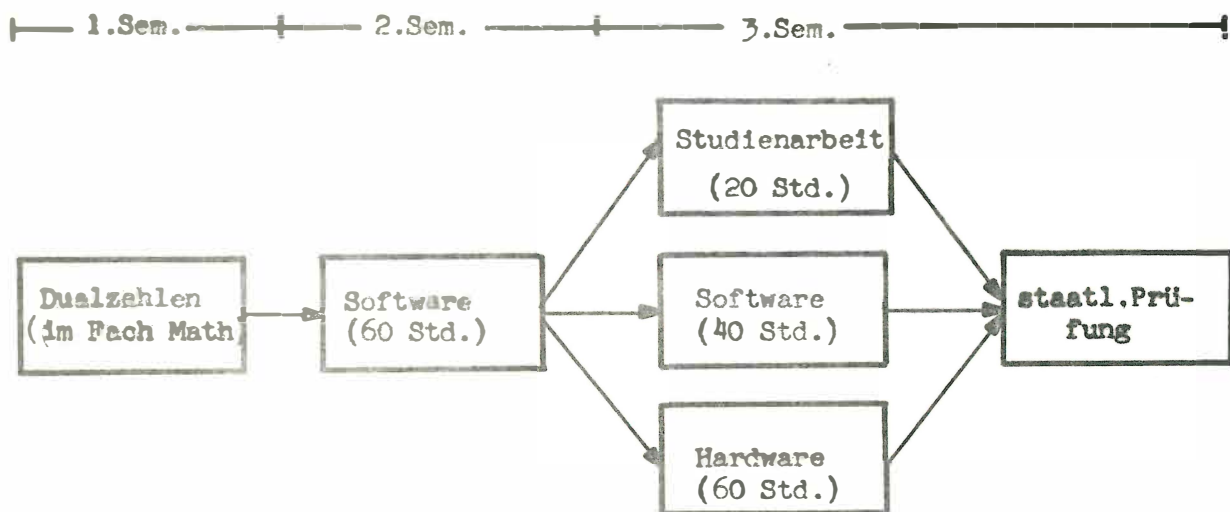 1.Sem. 2.Sem. 3.Sem.
Studienarbeit
(20 Std.)
Dualzahlen
(im Fach Math)
Software
(60 Std.)
Software
(40 Std.)
staatl.Prü-
fung
Hardware
(60 Std.)